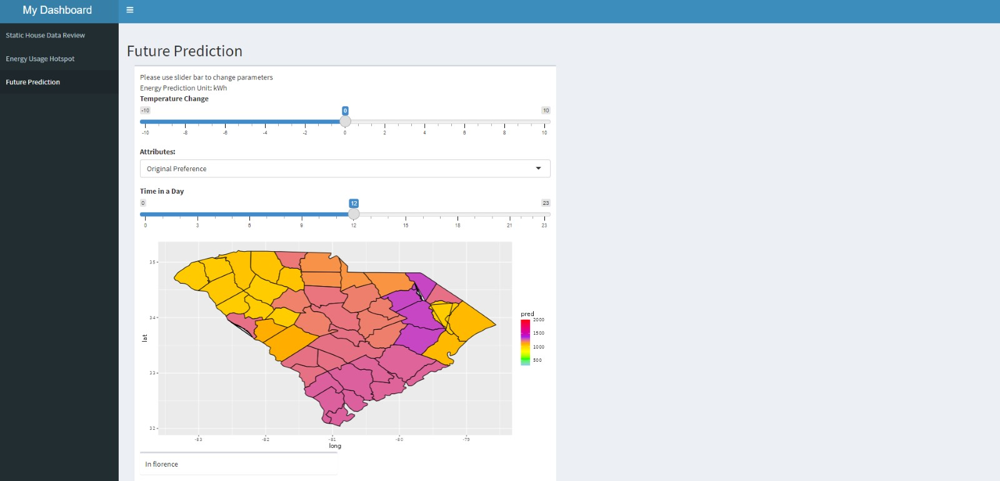 My Dashboard
Static House Data Review
Energy Usage Hotspot
Future Prediction
Future Prediction
Please use slider bar to change parameters
Energy Prediction Unit: kWh
Temperature Change
-10 0 10
-10 -8 -6 -4 -2 0 2 4 6 8 10
Attributes:
Original Preference
Time in a Day
0 12 23
0 3 6 9 12 15 18 21 23
35
34
33
32
lat
-83 -82 -81 -80 -79
long
pred
2000
1500
1000
500
In florence